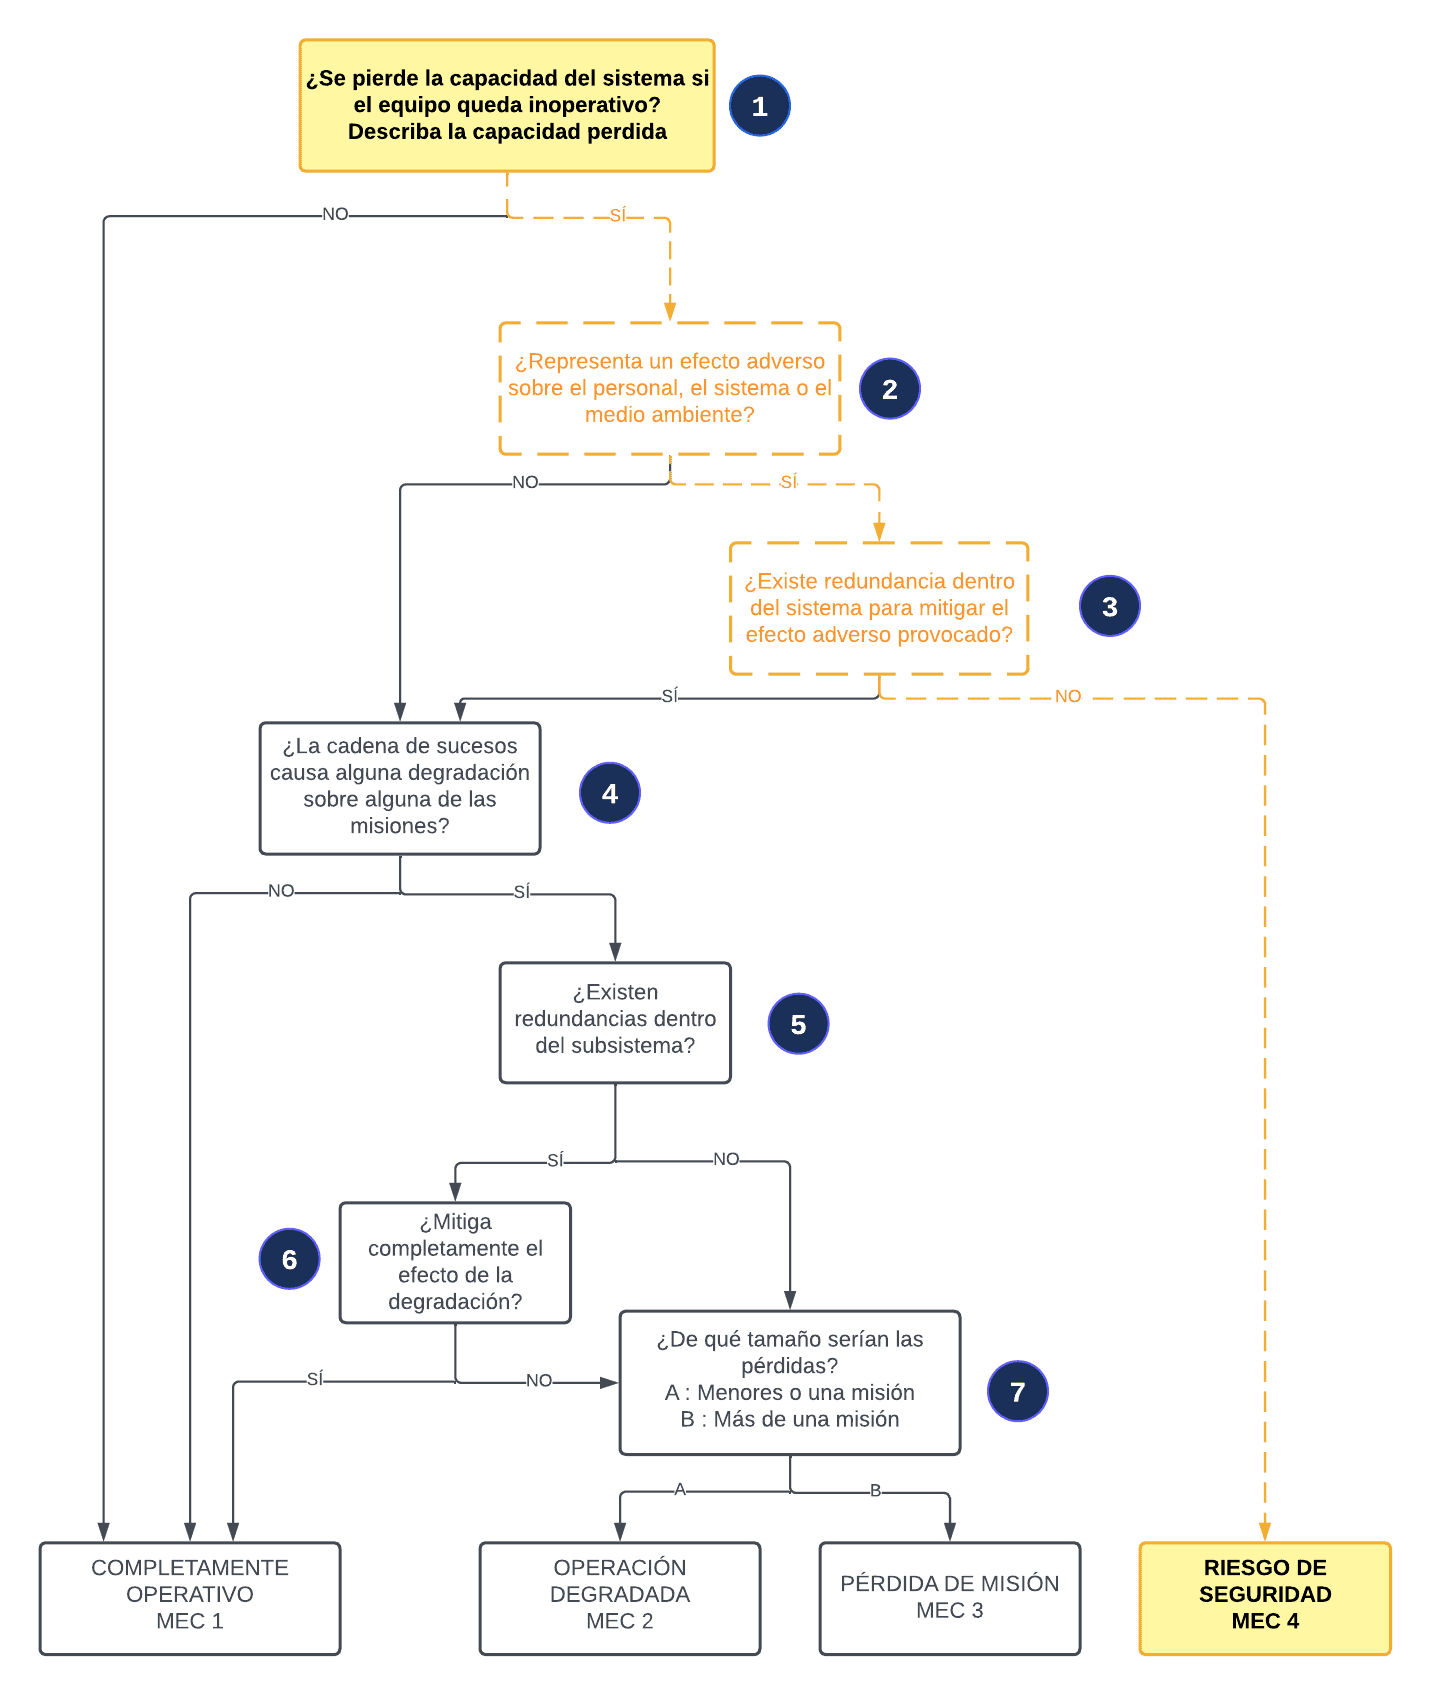 ¿Se pierde la capacidad del sistema si
el equipo queda inoperativo?
Describa la capacidad perdida
1
NO
SÍ
¿Representa un efecto adverso
sobre el personal, el sistema o el
medio ambiente?
2
NO
SÍ
¿Existe redundancia dentro
del sistema para mitigar el
efecto adverso provocado?
3
SÍ
NO
¿La cadena de sucesos
causa alguna degradación
sobre alguna de las
misiones?
4
NO
SÍ
¿Existen
redundancias dentro
del subsistema?
5
SÍ
NO
¿Mitiga
completamente el
efecto de la
degradación?
6
SÍ
NO
¿De qué tamaño serían las
pérdidas?
A : Menores o una misión
B : Más de una misión
7
A
B
COMPLETAMENTE
OPERATIVO
MEC 1
OPERACIÓN
DEGRADADA
MEC 2
PÉRDIDA DE MISIÓN
MEC 3
RIESGO DE
SEGURIDAD
MEC 4